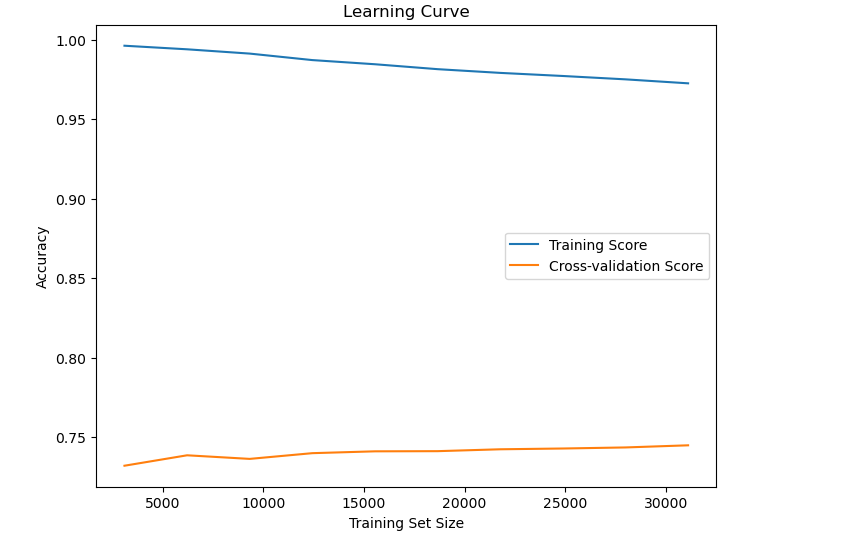 Learning Curve
1.00
0.95
0.90
0.85
0.80
0.75
Accuracy
Training Score
Cross-validation Score
5000 10000 15000 20000 25000 30000
Training Set Size